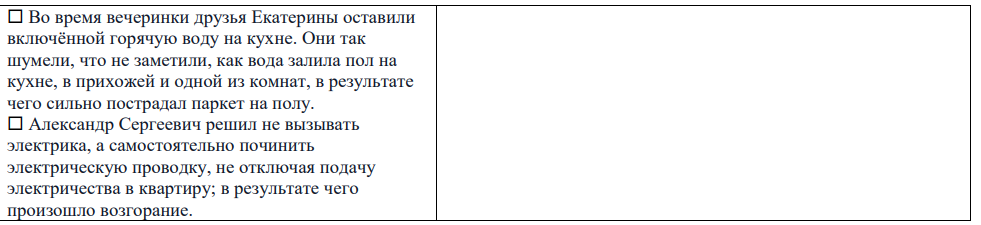 ☐ Во время вечеринки друзья Екатерины оставили
включённой горячую воду на кухне. Они так
шумели, что не заметили, как вода залила пол на
кухне, в прихожей и одной из комнат, в результате
чего сильно пострадал паркет на полу.
☐ Александр Сергеевич решил не вызывать
электрика, а самостоятельно починить
электрическую проводку, не отключая подачу
электричества в квартиру; в результате чего
произошло возгорание.